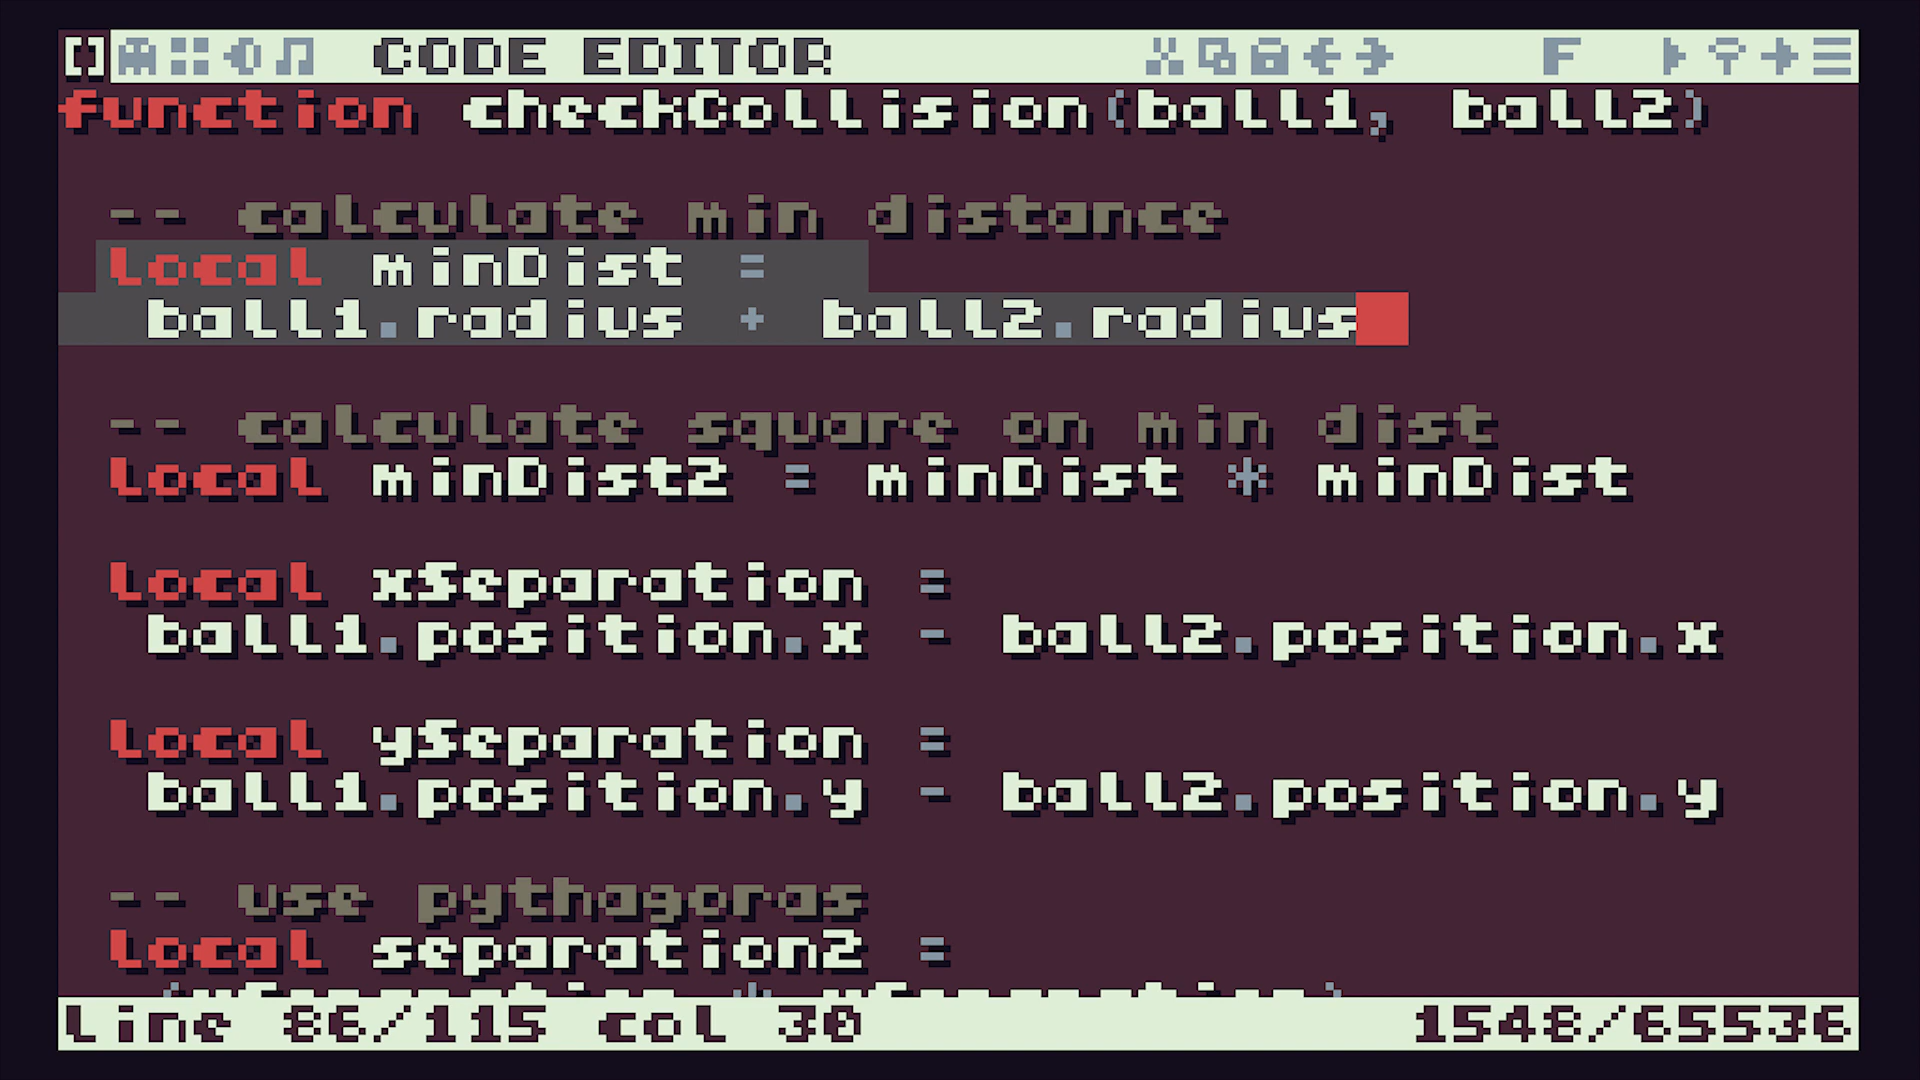 CODE EDITOR F
function checkCollision(ball1, ball2)
-- calculate min distance
local minDist =
ball1.radius + ball2.radius
-- calculate square on min dist
local minDist2 = minDist * minDist
local xSeparation =
ball1.position.x - ball2.position.x
local ySeparation =
ball1.position.y - ball2.position.y
-- use pythagoras
local separation2 =
line 86/115 col 30 1548/65536